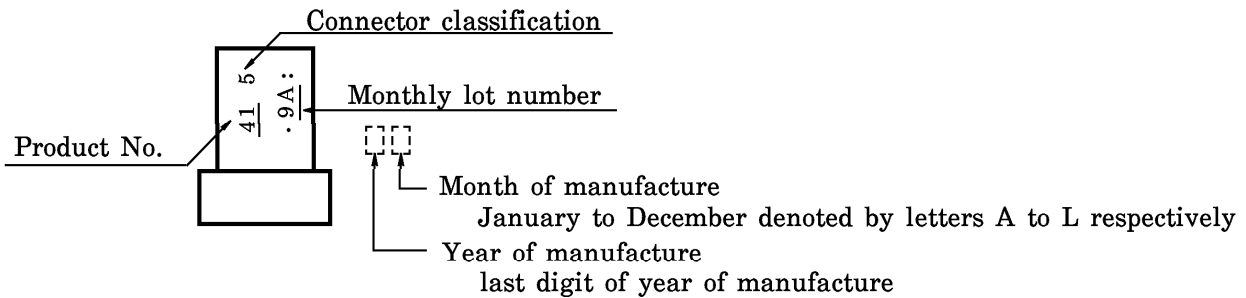 Connector classification
41 5
.9A:
Monthly lot number
Product No.
Month of manufacture
January to December denoted by letters A to L respectively
Year of manufacture
last digit of year of manufacture